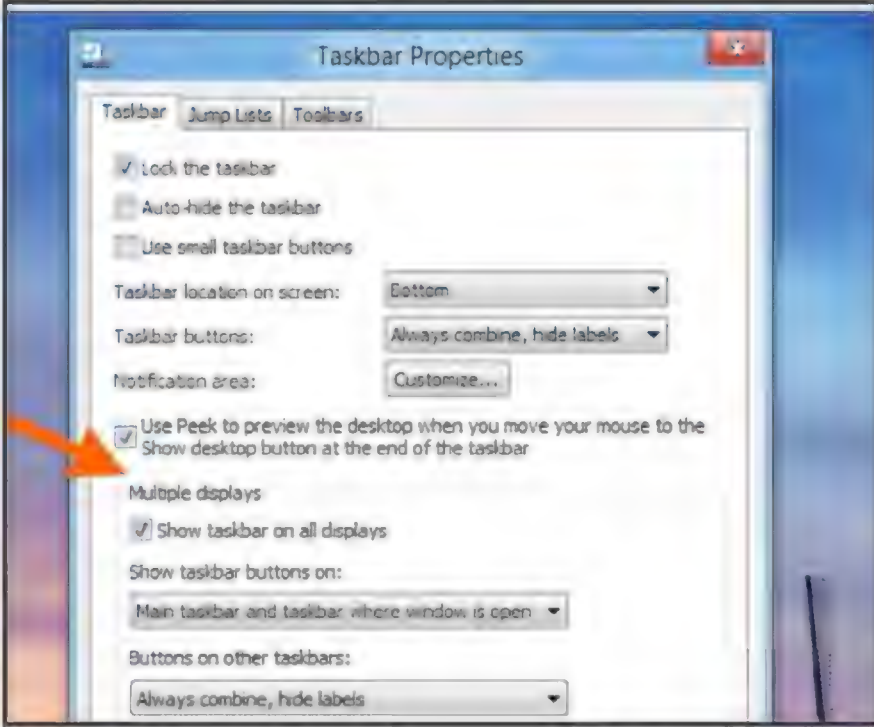 Taskbar Properties
Taskbar Jump Lists Toolbars
Lock the taskbar
Auto-hide the taskbar
Use small taskbar buttons
Taskbar location on screen: Bottom
Taskbar buttons: Always combine, hide labels
Notification area: Customize...
Use Peek to preview the desktop when you move your mouse to the
Show desktop button at the end of the taskbar
Multiple displays
Show taskbar on all displays
Show taskbar buttons on:
Main taskbar and taskbar where window is open
Buttons on other taskbars:
Always combine, hide labels